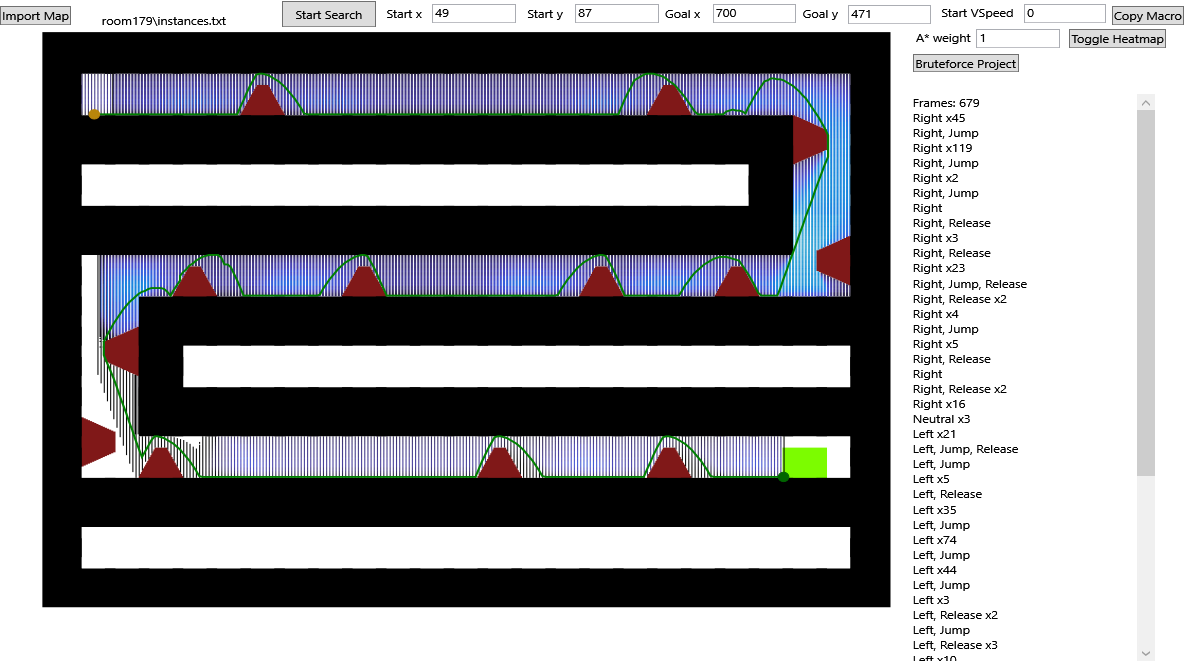 Import Map
room179\instances.txt
Start Search
Start x 49
Start y 87
Goal x 700
Goal y 471
Start VSpeed 0
Copy Macro
A* weight 1
Toggle Heatmap
Bruteforce Project
Frames: 679
Right x45
Right, Jump
Right x119
Right, Jump
Right x2
Right, Jump
Right
Right, Release
Right x3
Right, Release
Right x23
Right, Jump, Release
Right, Release x2
Right x4
Right, Jump
Right x5
Right, Release
Right
Right, Release x2
Right x16
Neutral x3
Left x21
Left, Jump, Release
Left, Jump
Left x5
Left, Release
Left x35
Left, Jump
Left x74
Left, Jump
Left x44
Left, Jump
Left x3
Left, Release x2
Left, Jump
Left, Release x3
Left x10